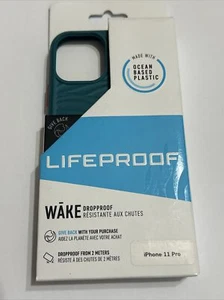 MADE WITH
OCEAN
BASED
PLASTIC
GIVE BACK
LIFEPROOF
WĀKE DROPPROOF
RÉSISTANTE AUX CHUTES
GIVE BACK WITH YOUR PURCHASE
AIDEZ LA PLANÈTE AVEC VOTRE ACHAT
DROPPROOF FROM 2 METERS
RÉSISTE À DES CHUTES DE 2 MÈTRES
iPhone 11 Pro